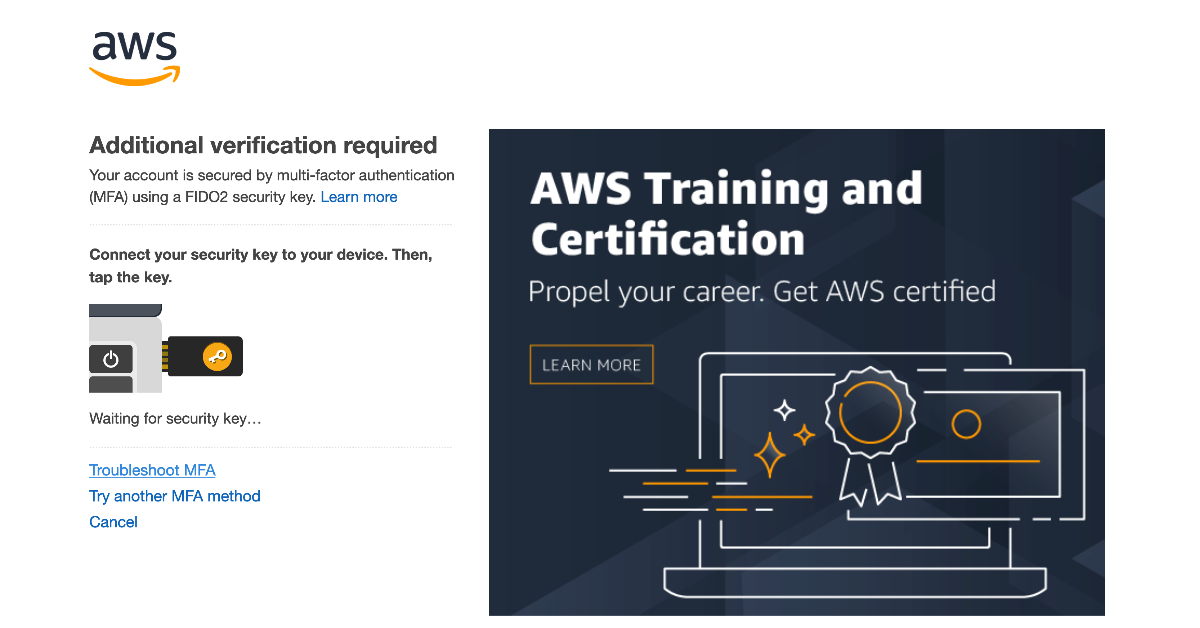 aws
Additional verification required
Your account is secured by multi-factor authentication
(MFA) using a FIDO2 security key. Learn more
Connect your security key to your device. Then,
tap the key.
Waiting for security key…
Troubleshoot MFA
Try another MFA method
Cancel
AWS Training and
Certification
Propel your career. Get AWS certified
LEARN MORE